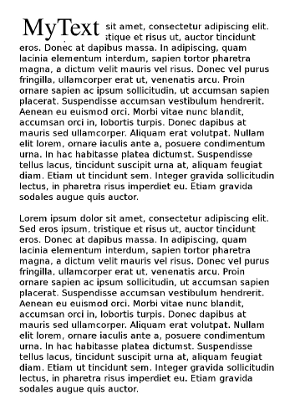 MyText sit amet, consectetur adipiscing elit.
tristique et risus ut, auctor tincidunt
eros. Donec at dapibus massa. In adipiscing, quam
lacinia elementum interdum, sapien tortor pharetra
magna, a dictum velit mauris vel risus. Donec vel purus
fringilla, ullamcorper erat ut, venenatis arcu. Proin
ornare sapien ac ipsum sollicitudin, ut accumsan sapien
placerat. Suspendisse accumsan vestibulum hendrerit.
Aenean eu euismod orci. Morbi vitae nunc blandit,
accumsan orci in, lobortis turpis. Donec dapibus at
mauris sed ullamcorper. Aliquam erat volutpat. Nullam
elit lorem, ornare iaculis ante a, posuere condimentum
urna. In hac habitasse platea dictumst. Suspendisse
tellus lacus, tincidunt suscipit urna at, aliquam feugiat
diam. Etiam ut tincidunt sem. Integer gravida sollicitudin
lectus, in pharetra risus imperdiet eu. Etiam gravida
sodales augue quis auctor.
Lorem ipsum dolor sit amet, consectetur adipiscing elit.
Sed eros ipsum, tristique et risus ut, auctor tincidunt
eros. Donec at dapibus massa. In adipiscing, quam
lacinia elementum interdum, sapien tortor pharetra
magna, a dictum velit mauris vel risus. Donec vel purus
fringilla, ullamcorper erat ut, venenatis arcu. Proin
ornare sapien ac ipsum sollicitudin, ut accumsan sapien
placerat. Suspendisse accumsan vestibulum hendrerit.
Aenean eu euismod orci. Morbi vitae nunc blandit,
accumsan orci in, lobortis turpis. Donec dapibus at
mauris sed ullamcorper. Aliquam erat volutpat. Nullam
elit lorem, ornare iaculis ante a, posuere condimentum
urna. In hac habitasse platea dictumst. Suspendisse
tellus lacus, tincidunt suscipit urna at, aliquam feugiat
diam. Etiam ut tincidunt sem. Integer gravida sollicitudin
lectus, in pharetra risus imperdiet eu. Etiam gravida
sodales augue quis auctor.